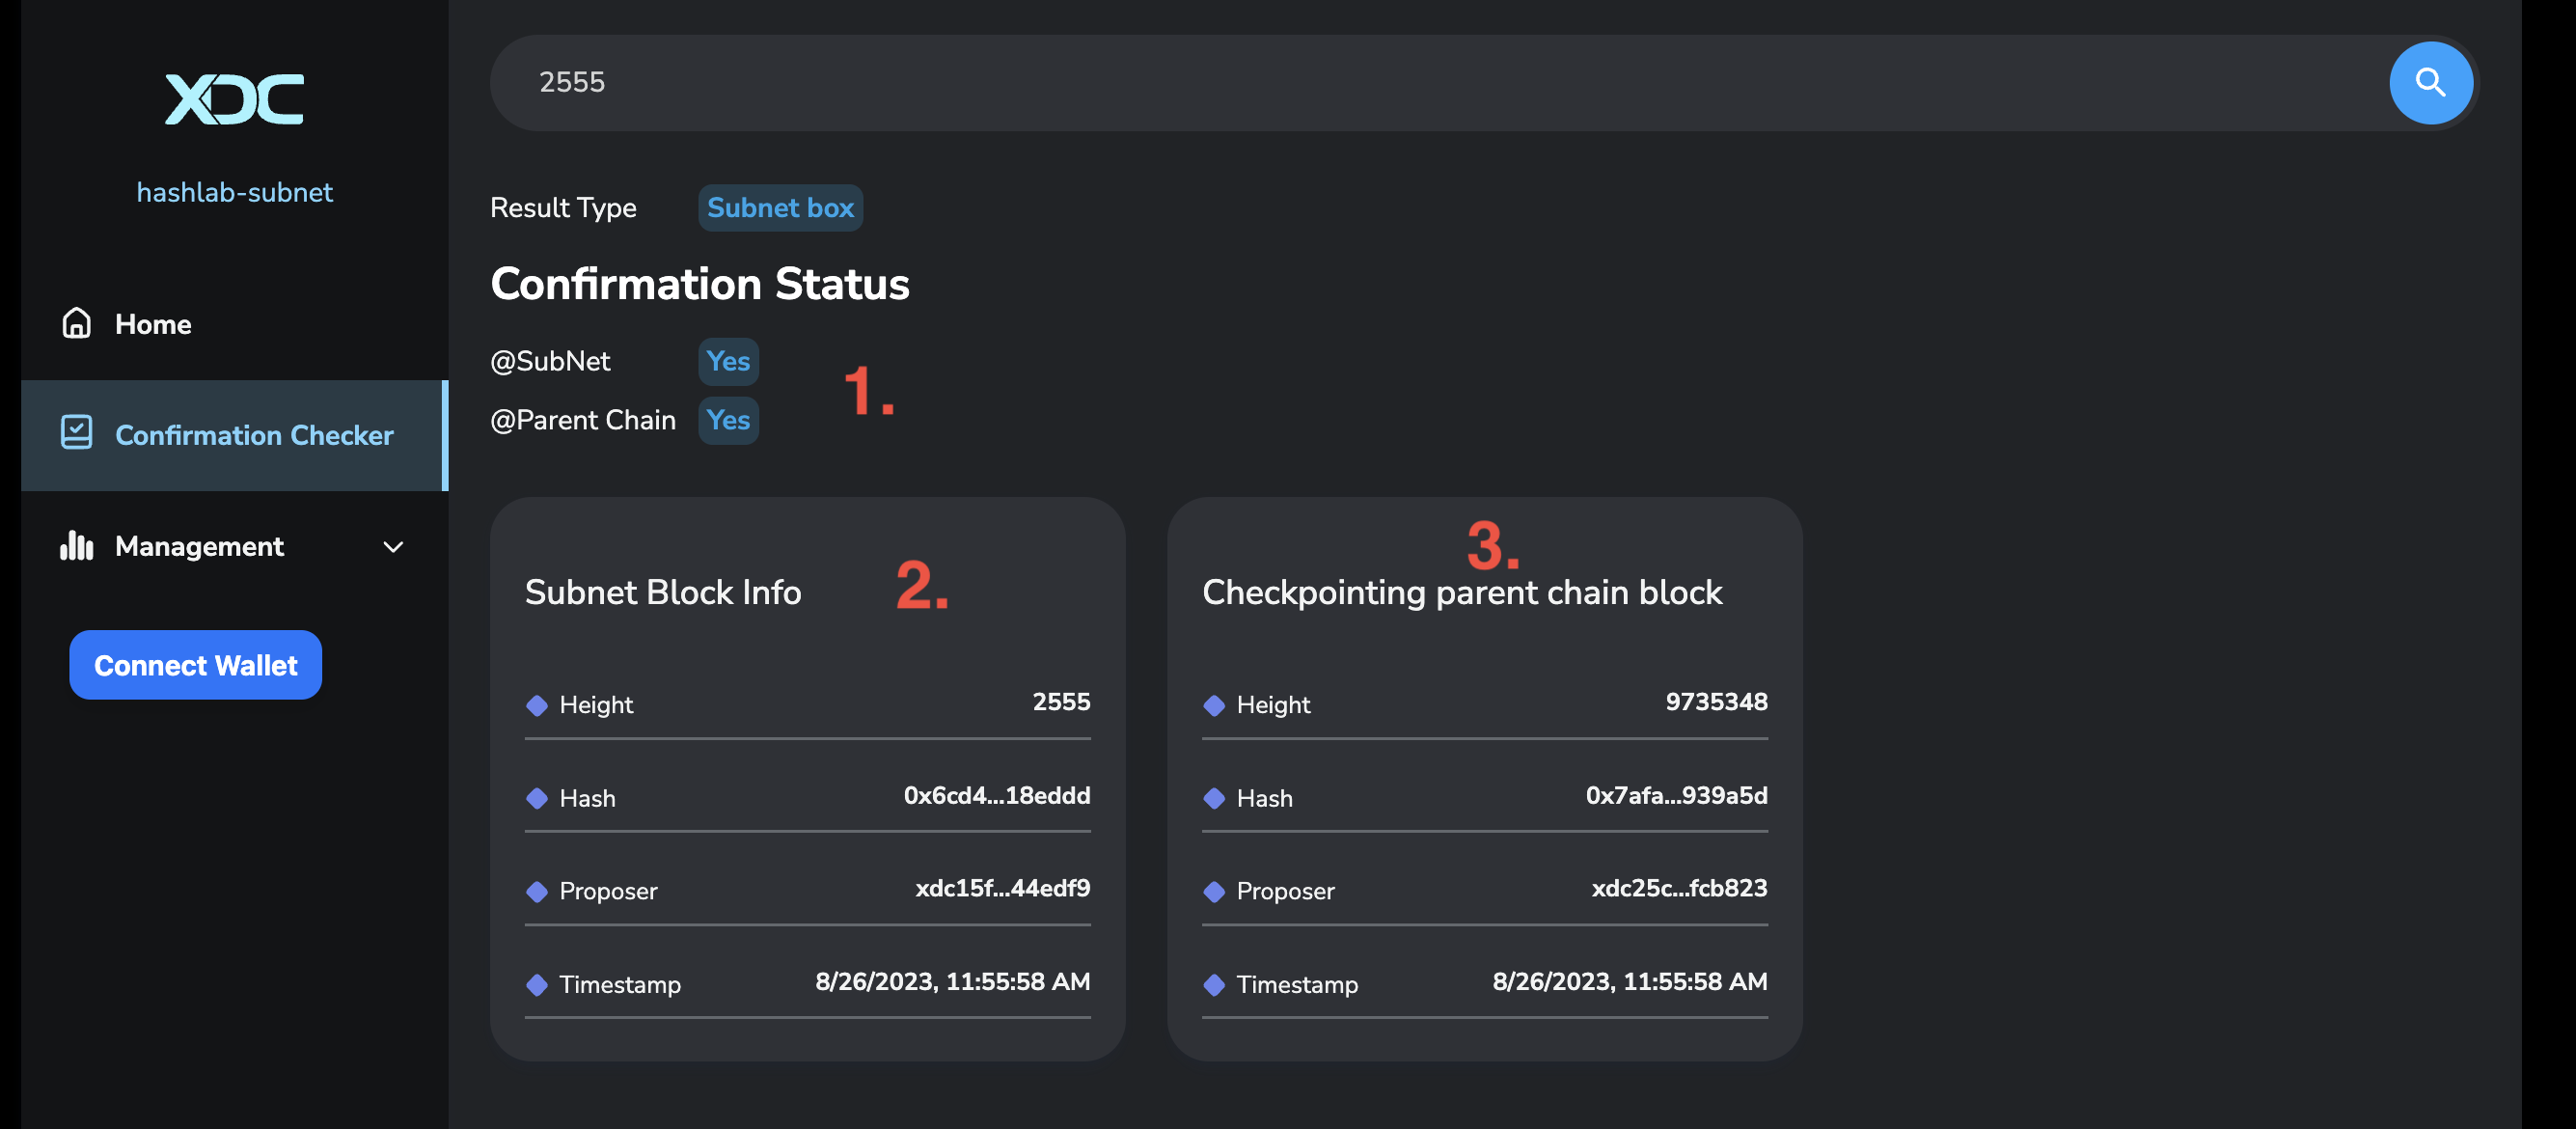 XDC
hashlab-subnet
Home
Confirmation Checker
Management
Connect Wallet
2555
Result Type Subnet box
Confirmation Status
@SubNet Yes
@Parent Chain Yes
1.
Subnet Block Info 2.
Height 2555
Hash 0x6cd4...18eddd
Proposer xdc15f...44edf9
Timestamp 8/26/2023, 11:55:58 AM
3.
Checkpointing parent chain block
Height 9735348
Hash 0x7afa...939a5d
Proposer xdc25c...fcb823
Timestamp 8/26/2023, 11:55:58 AM